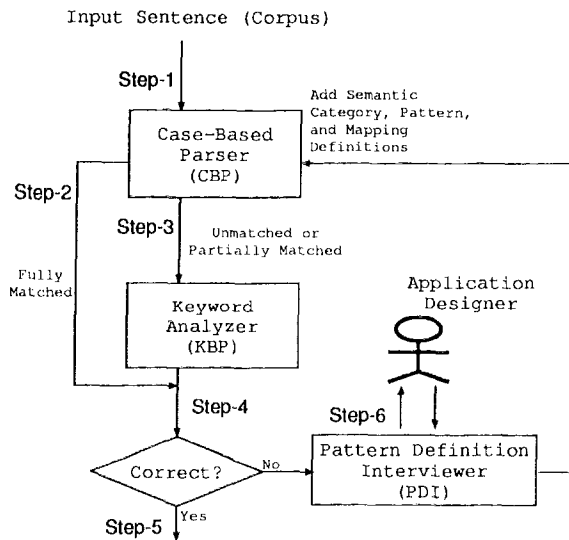 Input Sentence (Corpus)
Step-1
Add Semantic
Category, Pattern,
and Mapping
Definitions
Case-Based
Parser
(CBP)
Step-2
Step-3
Unmatched or
Partially Matched
Fully
Matched
Keyword
Analyzer
(KBP)
Application
Designer
Step-4
Step-6
Correct?
No
Pattern Definition
Interviewer
(PDI)
Step-5
Yes